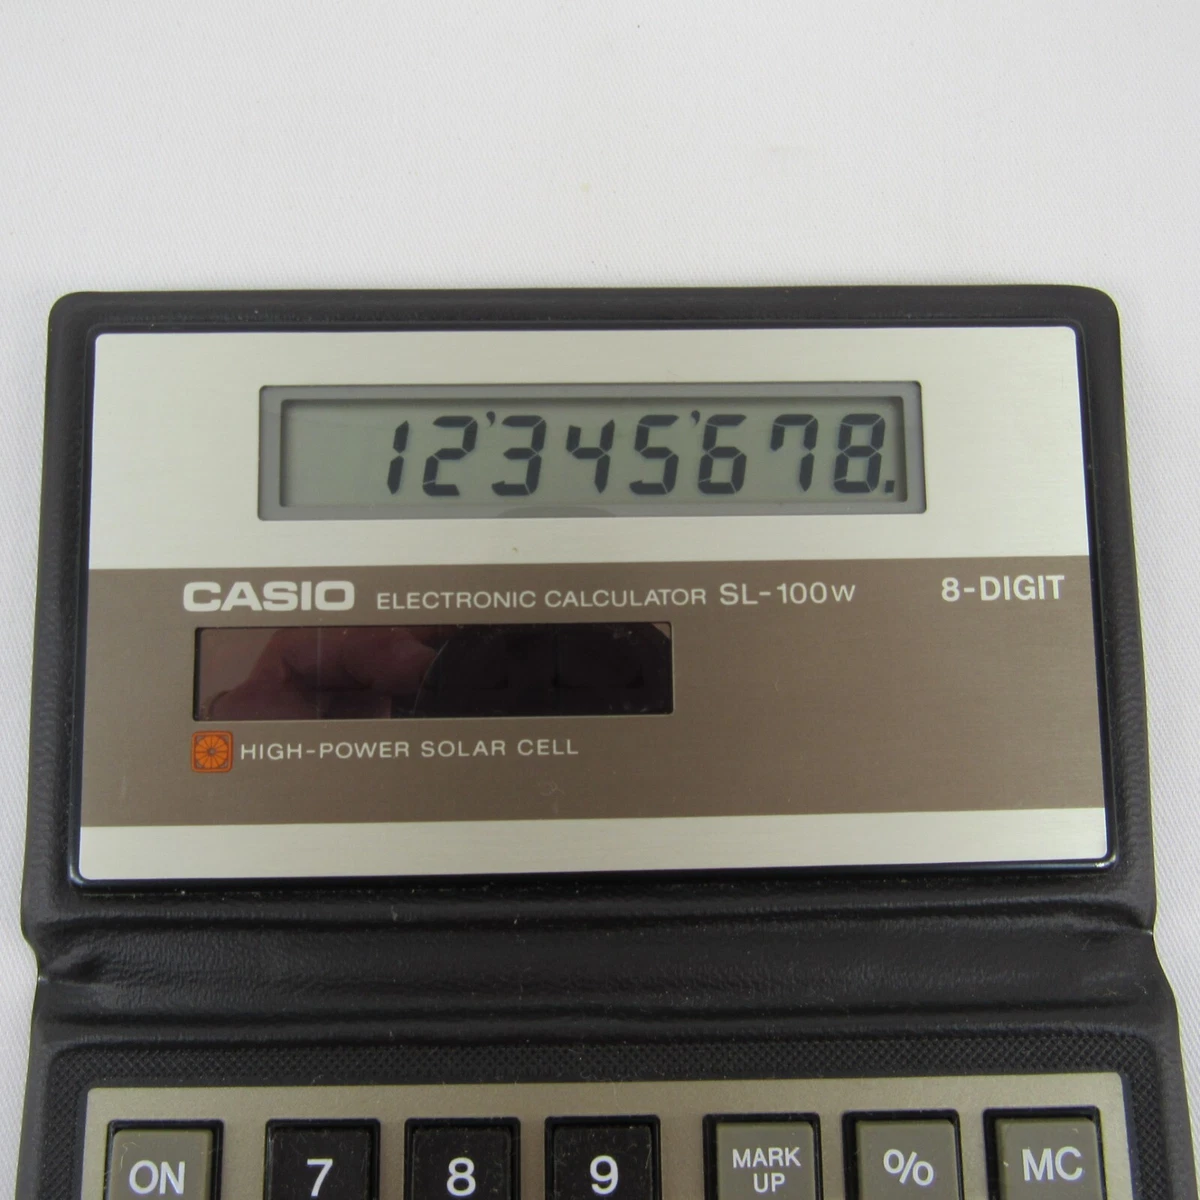 12'345'678.
CASIO ELECTRONIC CALCULATOR SL-100W 8-DIGIT
HIGH-POWER SOLAR CELL
ON 7 8 9 MARK UP % MC